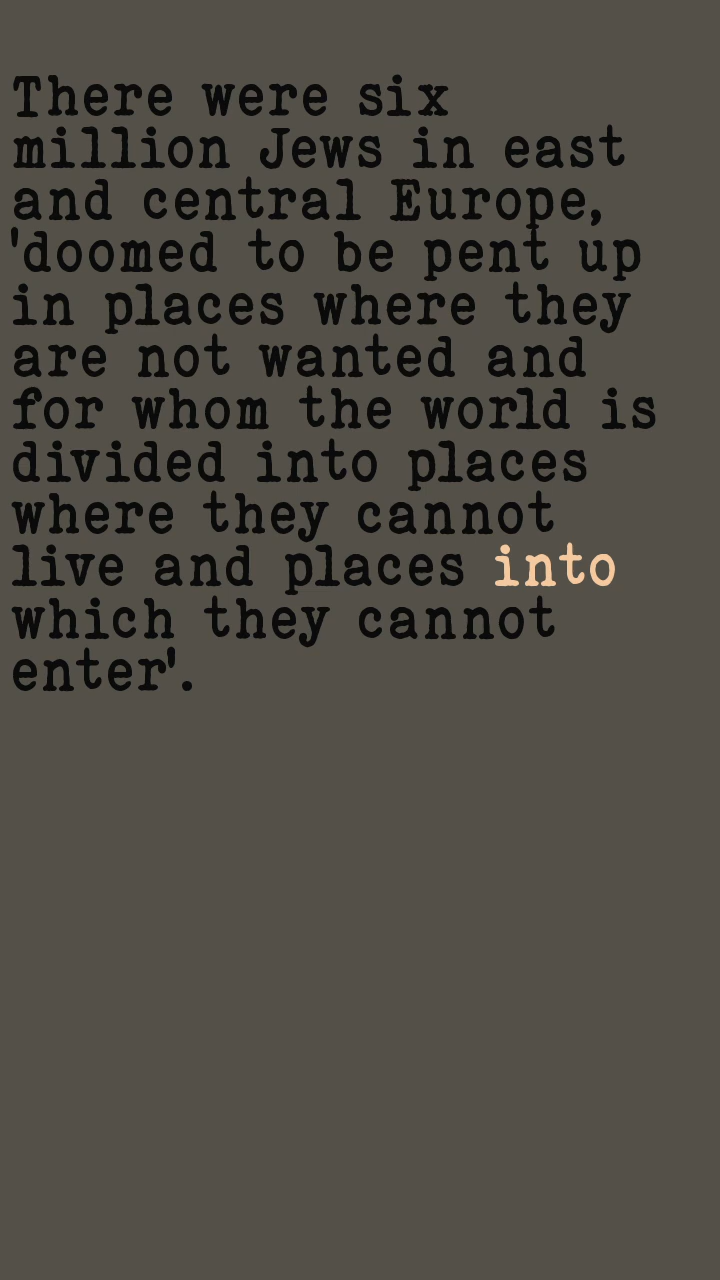 There were six
million Jews in east
and central Europe,
'doomed to be pent up
in places where they
are not wanted and
for whom the world is
divided into places
where they cannot
live and places into
which they cannot
enter'.